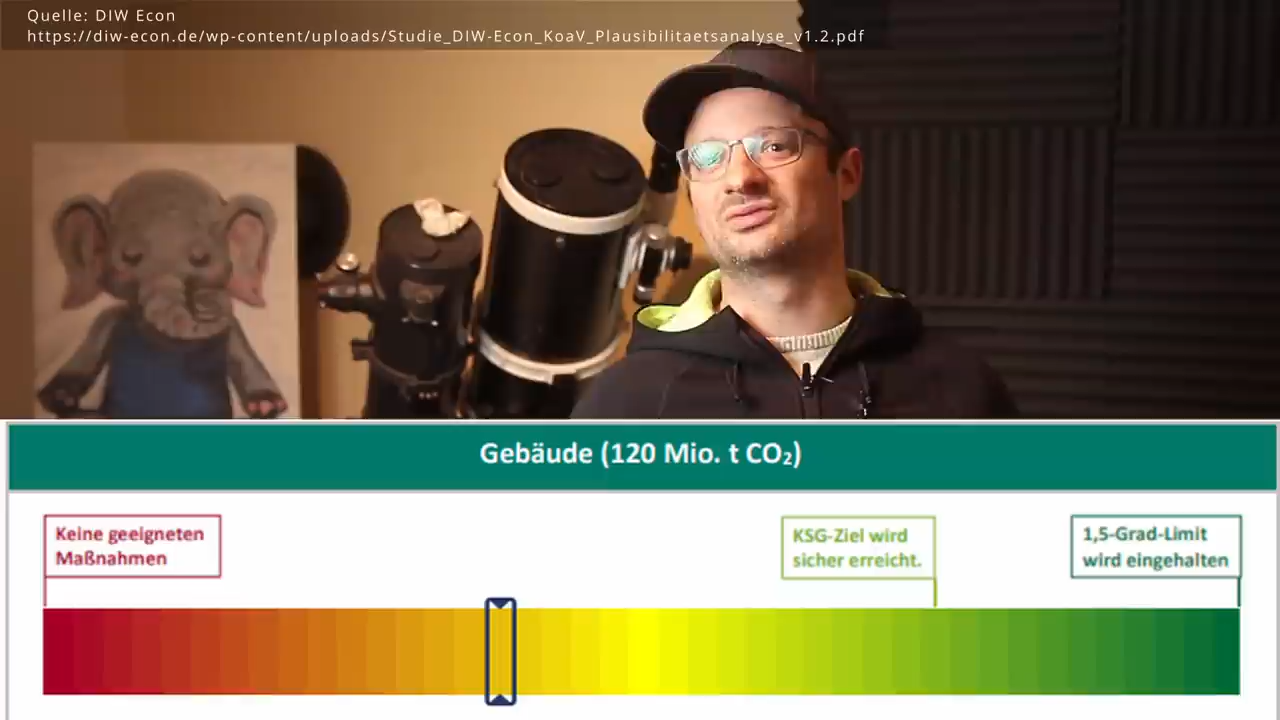 Quelle: DIW Econ
https://diw-econ.de/wp-content/uploads/Studie_DIW-Econ_KoaV_Plausibilitaetsanalyse_v1.2.pdf
Gebäude (120 Mio. t CO₂)
Keine geeigneten
Maßnahmen
KSG-Ziel wird
sicher erreicht.
1,5-Grad-Limit
wird eingehalten